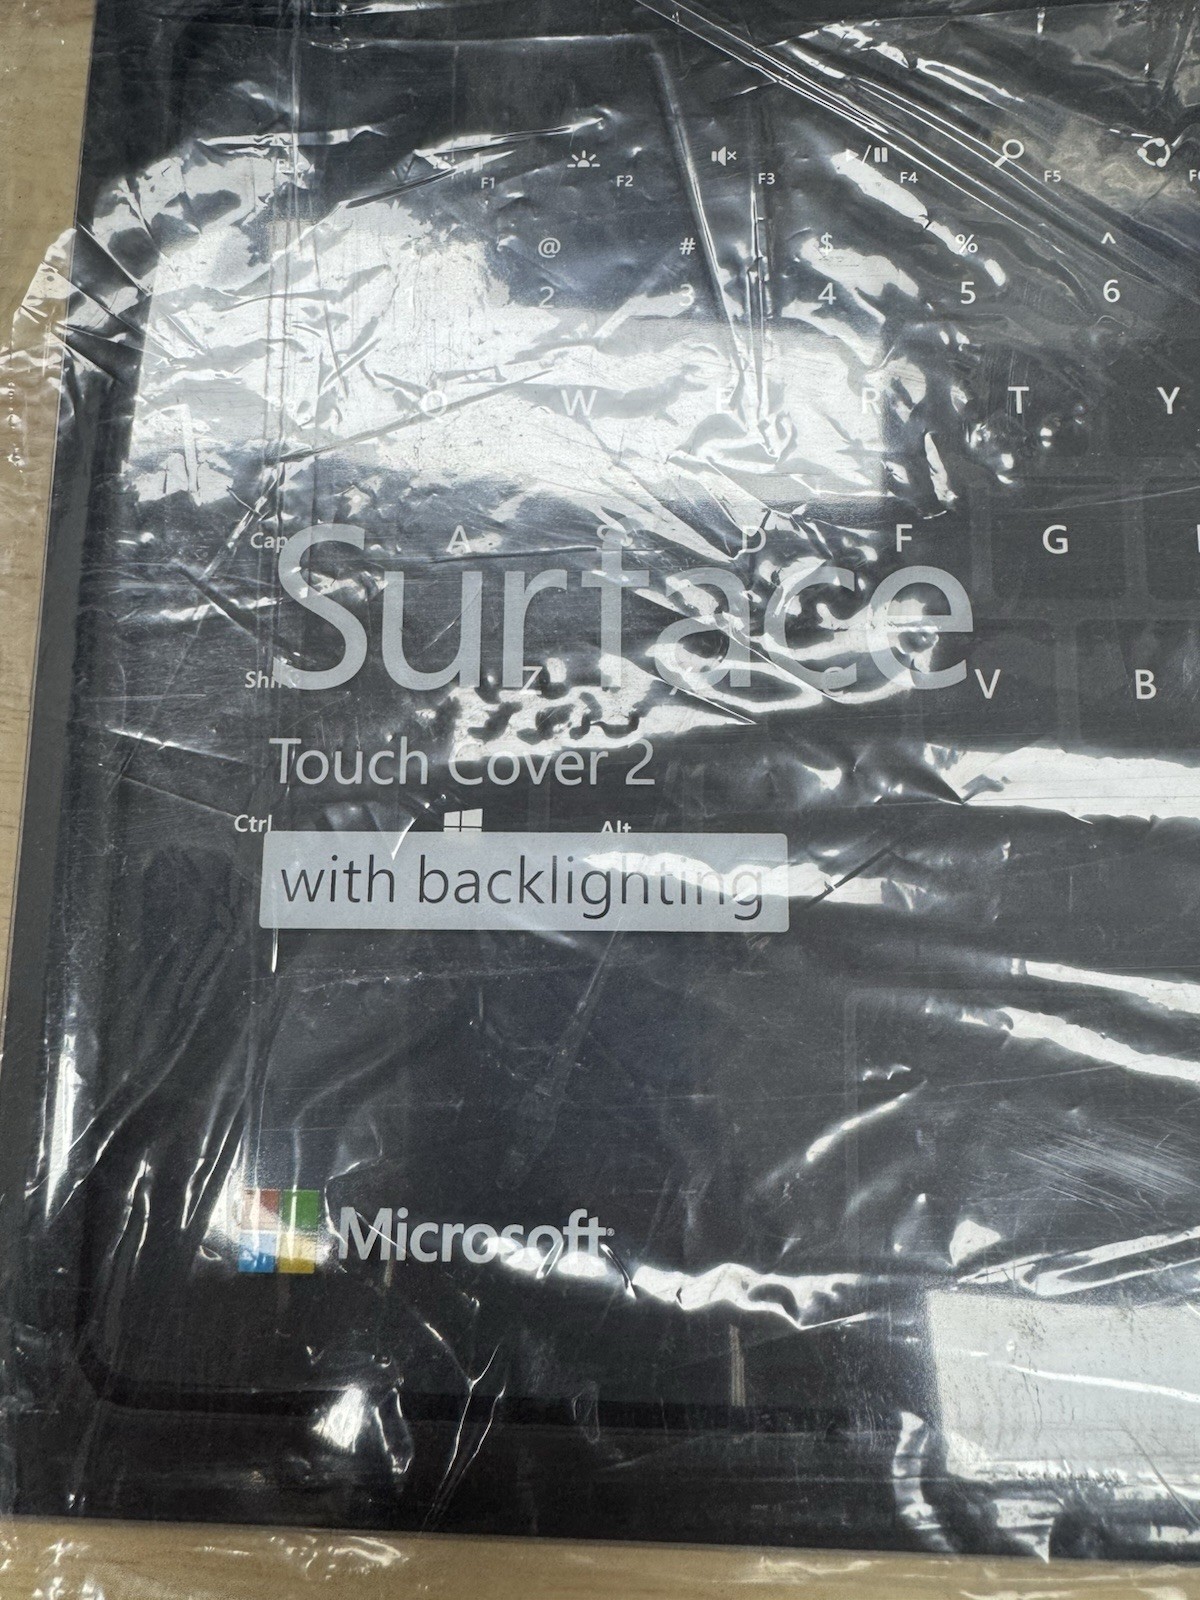 F1 F2 F3 F4 F5
@ # $ % ^
1 2 3 4 5 6
Q W E R T Y
A S D F G
Surface
Z X C V B
Touch Cover 2
Ctrl Alt
with backlighting
Microsoft